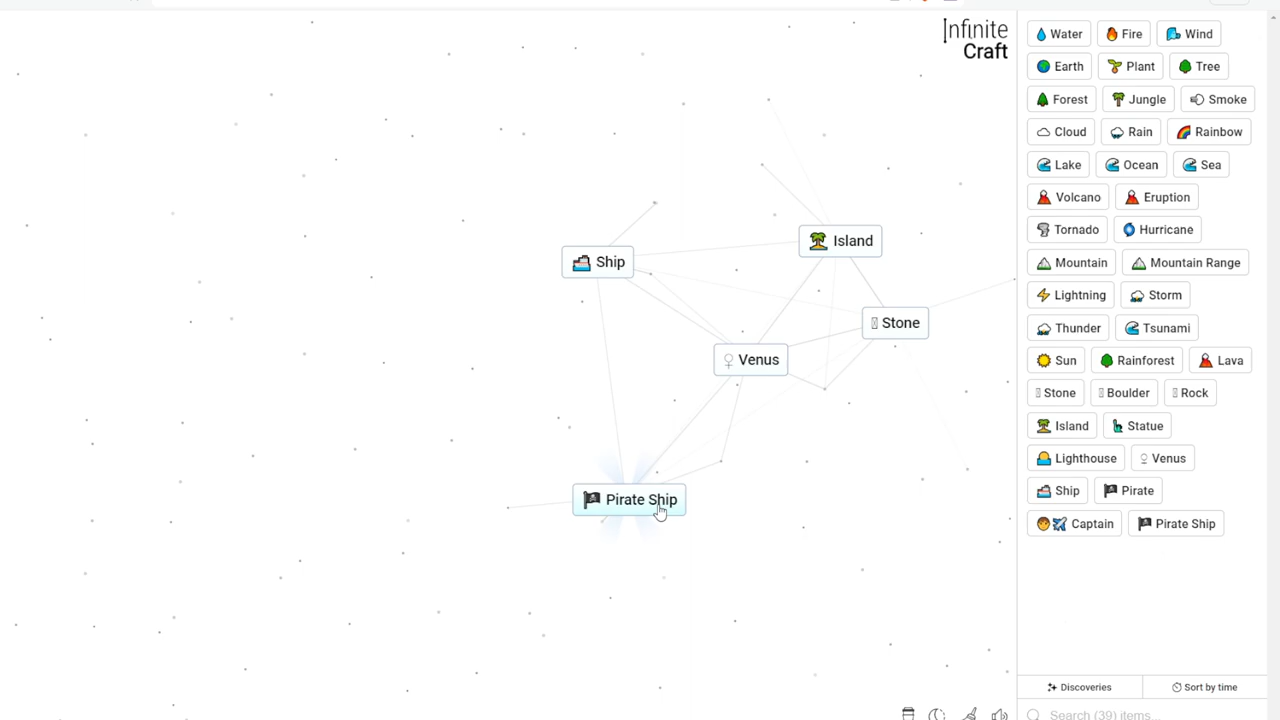 Infinite
Craft
Water Fire Wind
Earth Plant Tree
Forest Jungle Smoke
Cloud Rain Rainbow
Lake Ocean Sea
Volcano Eruption
Tornado Hurricane
Mountain Mountain Range
Lightning Storm
Thunder Tsunami
Sun Rainforest Lava
Stone Boulder Rock
Island Statue
Lighthouse Venus
Ship Pirate
Captain Pirate Ship
Ship
Island
Stone
Venus
Pirate Ship
Discoveries Sort by time
Search (39) items...